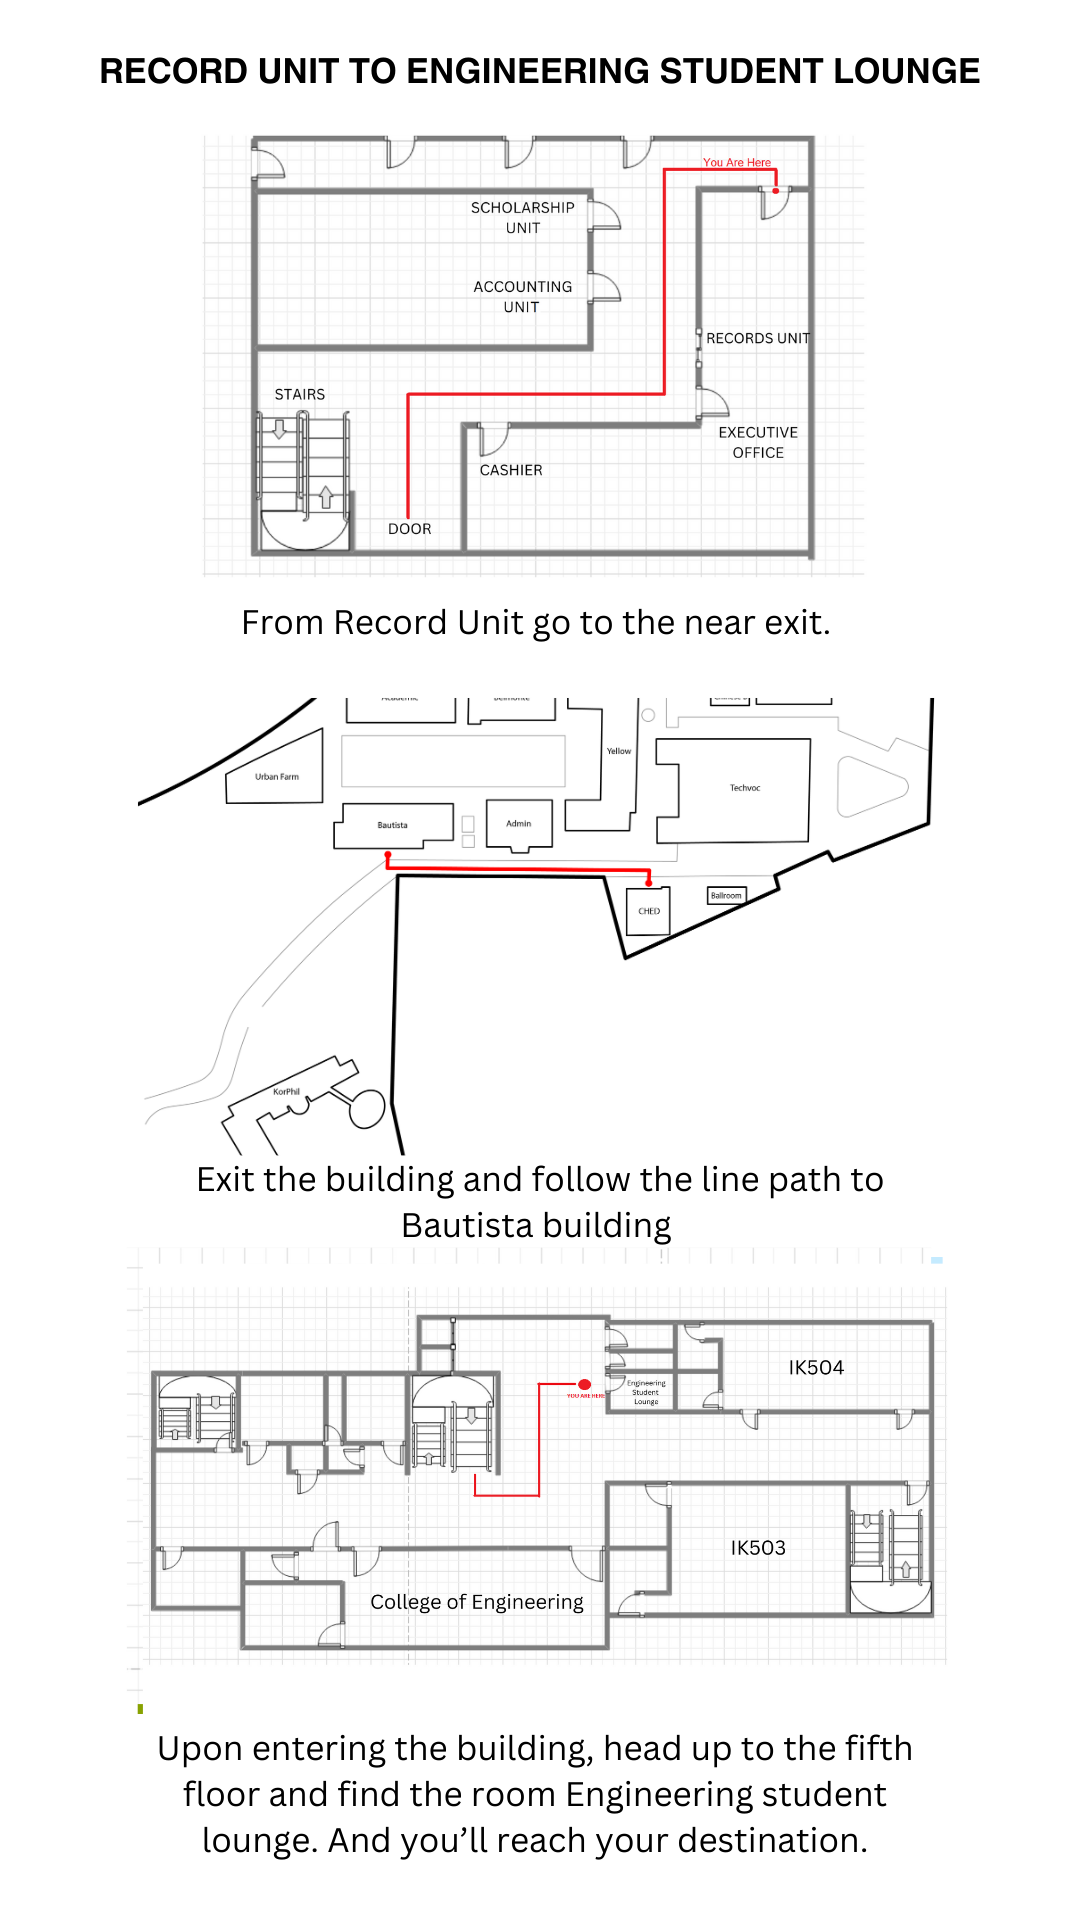 RECORD UNIT TO ENGINEERING STUDENT LOUNGE
You Are Here
SCHOLARSHIP
UNIT
ACCOUNTING
UNIT
RECORDS UNIT
STAIRS
EXECUTIVE
OFFICE
CASHIER
DOOR
From Record Unit go to the near exit.
Yellow
Urban Farm
Techvoc
Bautista
Admin
Ballroom
CHED
KorPhil
Exit the building and follow the line path to
Bautista building
IK504
Engineering
Student
Lounge
YOU ARE HERE
IK503
College of Engineering
Upon entering the building, head up to the fifth
floor and find the room Engineering student
lounge. And you’ll reach your destination.